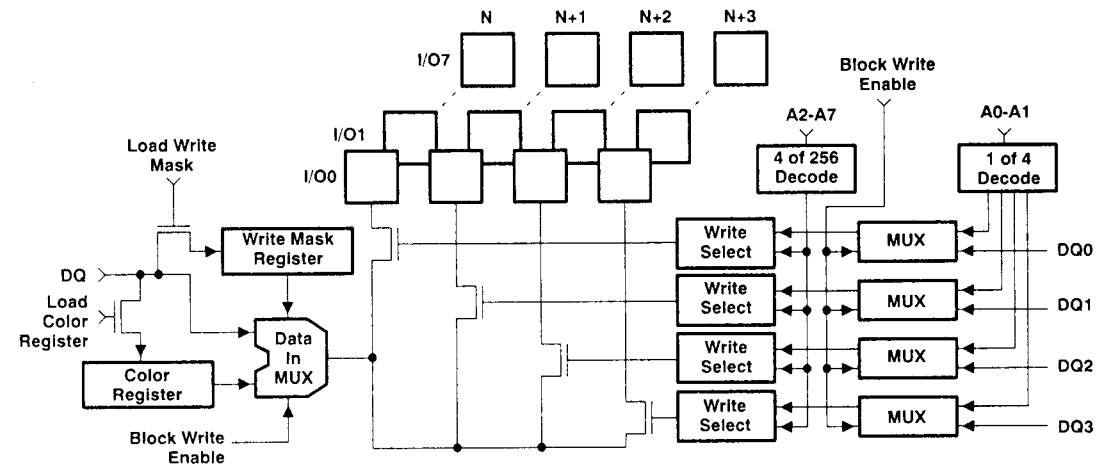 N
N+1
N+2
N+3
I/O7
I/O1
I/O0
Block Write
Enable
A2-A7
A0-A1
4 of 256
Decode
1 of 4
Decode
Load Write
Mask
Write Mask
Register
DQ
Load
Color
Register
Data
In
MUX
Color
Register
Block Write
Enable
Write
Select
MUX
DQ0
Write
Select
MUX
DQ1
Write
Select
MUX
DQ2
Write
Select
MUX
DQ3